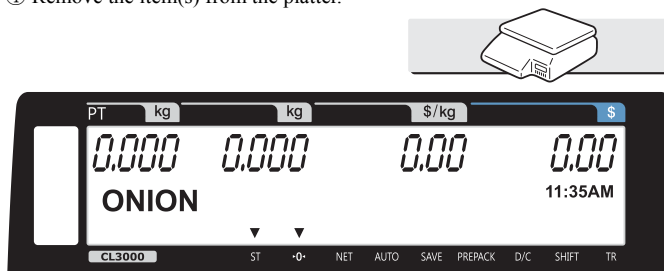 ④ Remove the item(s) from the platter.
PT kg kg $/kg $
0.000 0.000 0.00 0.00
ONION 11:35AM
CL3000 ST →0← NET AUTO SAVE PREPACK D/C SHIFT TR